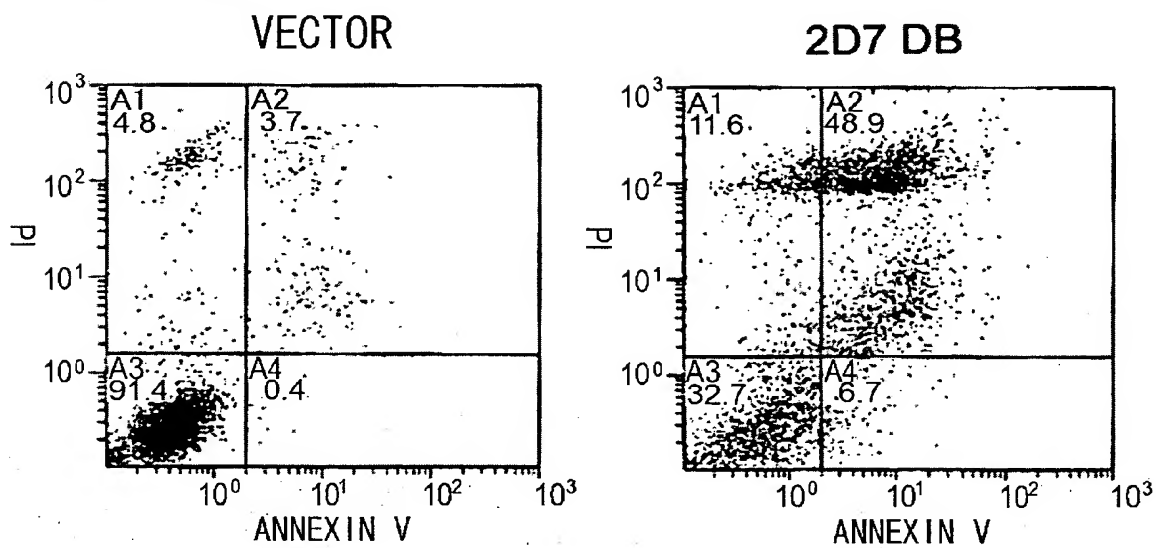 VECTOR
10³
A1
4.8
A2
3.7
10²
PI
10¹
10⁰
A3
91.4
A4
0.4
10⁰
10¹
10²
10³
ANNEXIN V
2D7 DB
10³
A1
11.6
A2
48.9
10²
PI
10¹
10⁰
A3
32.7
A4
6.7
10⁰
10¹
10²
10³
ANNEXIN V